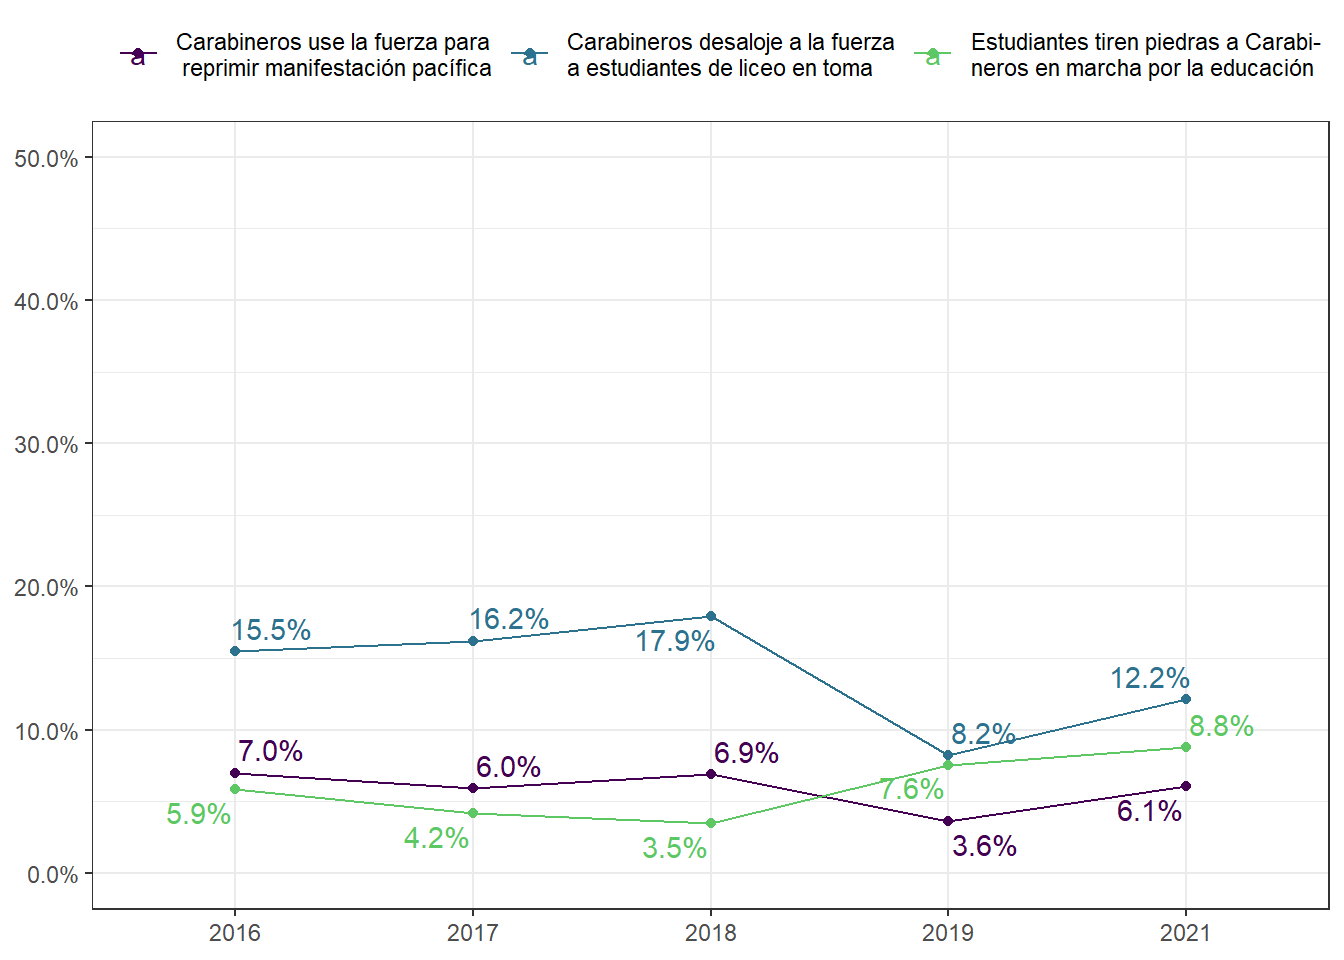 Carabineros use la fuerza para
reprimir manifestación pacífica
a
Carabineros desaloje a la fuerza
a estudiantes de liceo en toma
a
Estudiantes tiren piedras a Carabi-
neros en marcha por la educación
a
50.0%
40.0%
30.0%
20.0%
10.0%
0.0%
15.5%
16.2%
17.9%
8.2%
12.2%
7.0%
6.0%
6.9%
3.6%
6.1%
5.9%
4.2%
3.5%
7.6%
8.8%
2016
2017
2018
2019
2021